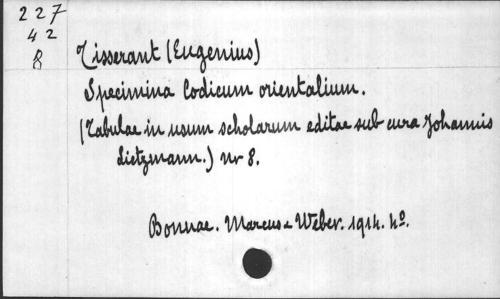 227
42
8
Tisserant (Eugenius)
Specimina Codicum orientalium.
(Tabulae in usum scholarum editae sub cura Johannis
Lietzmann.) nr 8.
Bonnae. Marcus & Weber. 1914. 4º.